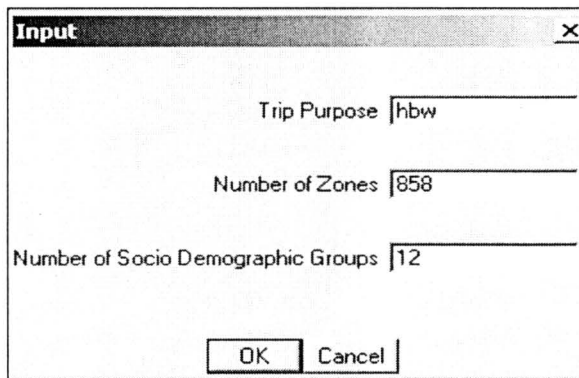 Input
Trip Purpose hbw
Number of Zones 858
Number of Socio Demographic Groups 12
OK Cancel